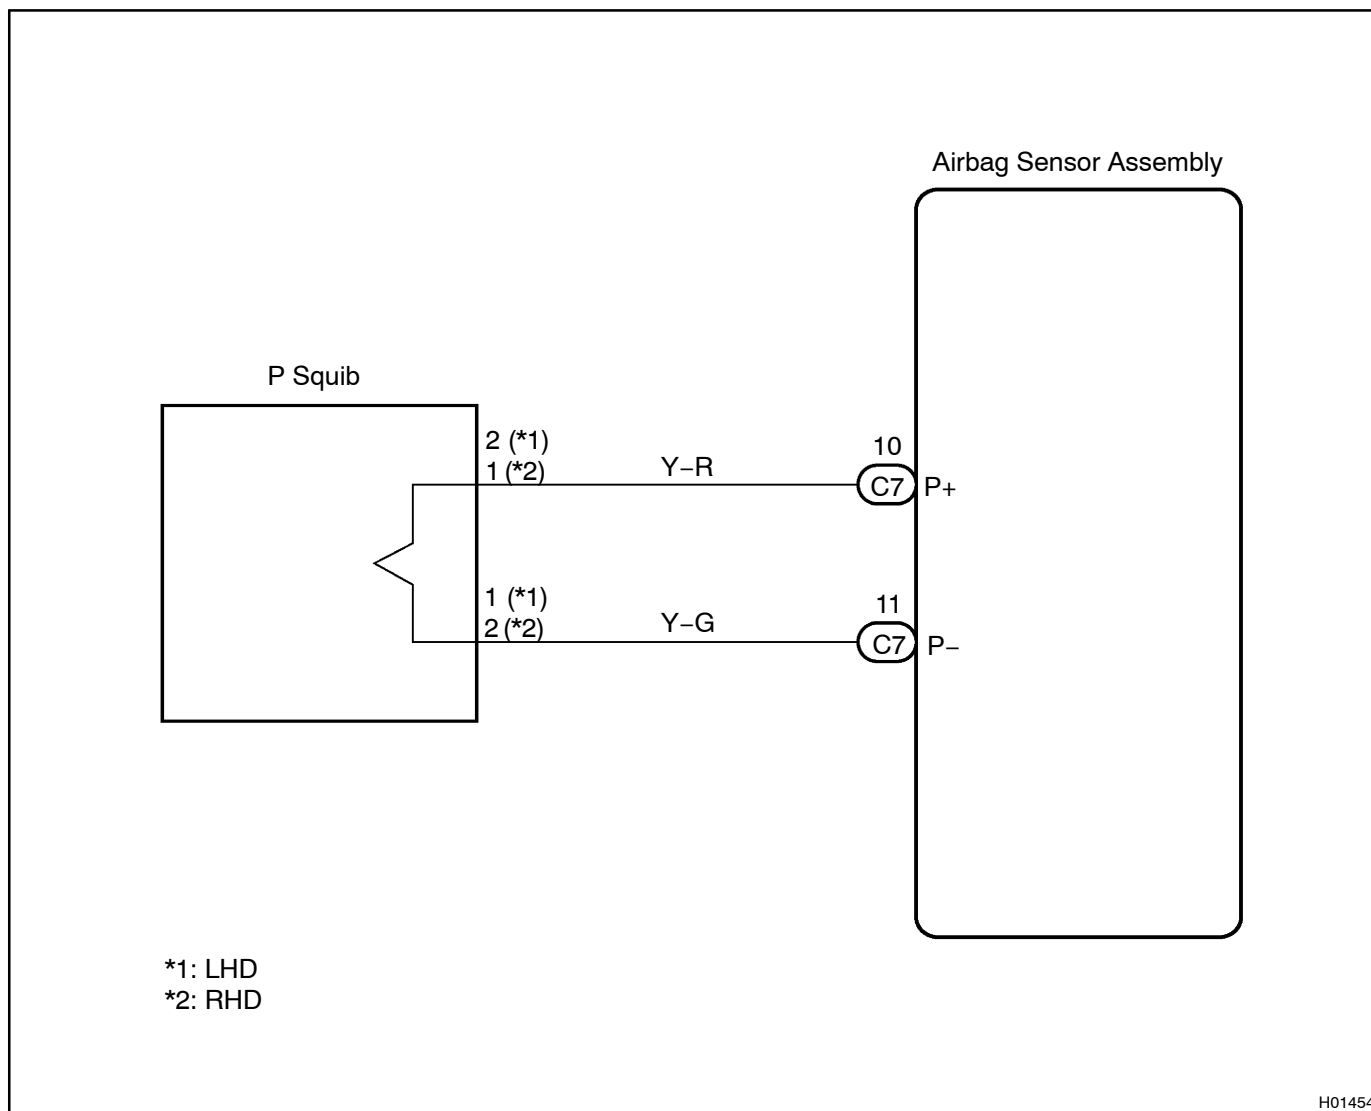 Airbag Sensor Assembly
P Squib
2 (*1)
1 (*2)
Y−R
10
C7
P+
1 (*1)
2 (*2)
Y−G
11
C7
P−
*1: LHD
*2: RHD
H01454